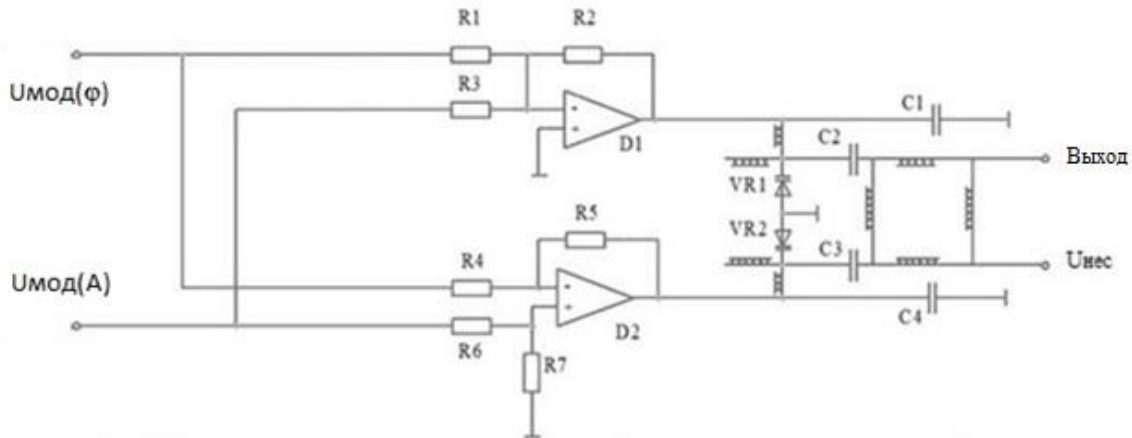 R1
R2
Uмод(φ)
R3
C1
D1
C2
Выход
VR1
R5
VR2
Uмод(A)
R4
C3
Uнес
D2
C4
R6
R7